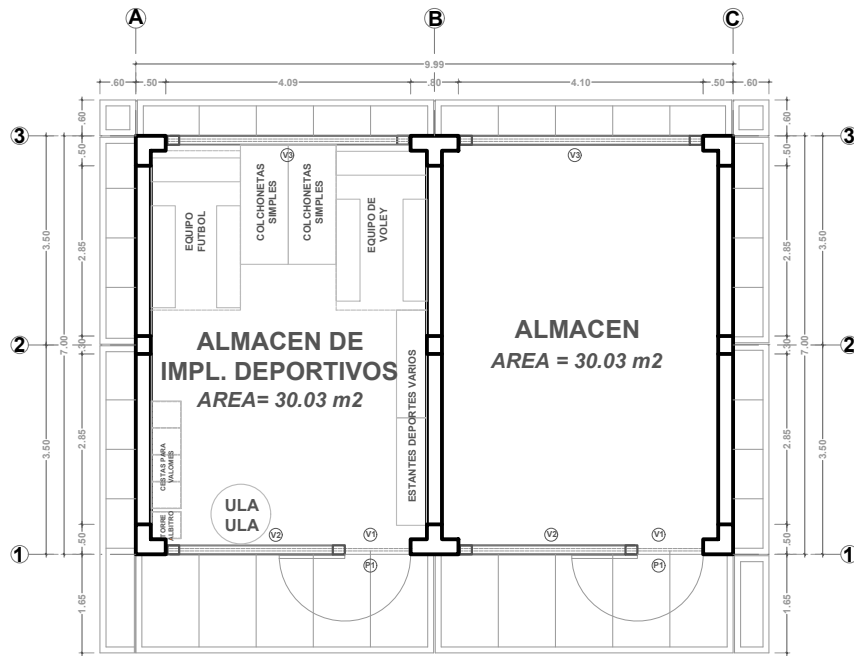 A
B
C
9.99
.60
.50
4.09
.80
4.10
.50
.60
.60
.60
3
3
.50
.50
V3
V3
COLCHONETAS
SIMPLES
COLCHONETAS
SIMPLES
EQUIPO
FUTBOL
EQUIPO DE
VOLEY
3.50
2.85
2.85
3.50
ALMACEN DE
IMPL. DEPORTIVOS
AREA= 30.03 m2
ALMACEN
AREA = 30.03 m2
2
7.00
.30
.30
7.00
2
ESTANTES DEPORTES VARIOS
3.50
2.85
2.85
3.50
CESTAS PARA
VALOMES
TORRE
ALBITRO
ULA
ULA
V2
V1
V2
V1
.50
.50
1
1
P1
P1
1.65
1.65